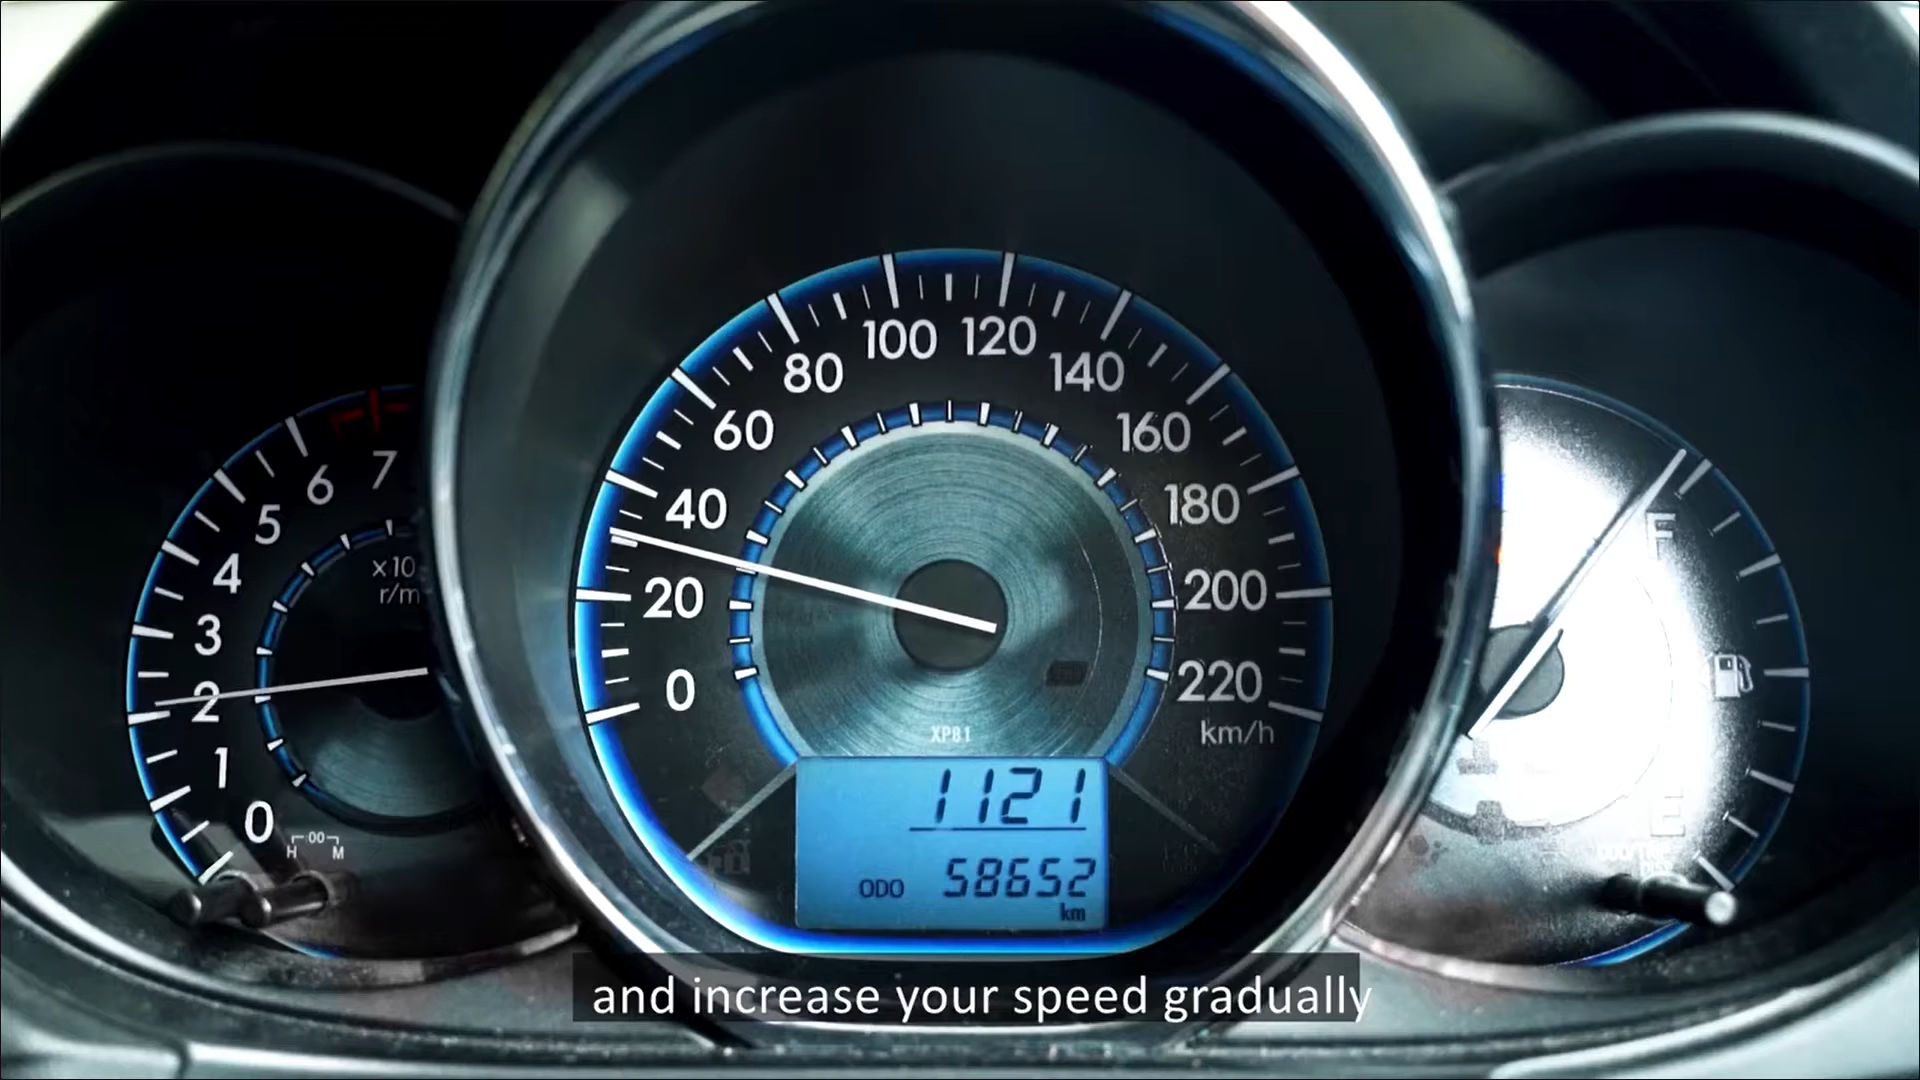 100 120
80 140
60 160
40 180
20 200
0 220
km/h
XP81
1121
ODO 58652
km
7
6
5
4
3
2
1
0
x10
r/m
00
H M
F
E
and increase your speed gradually